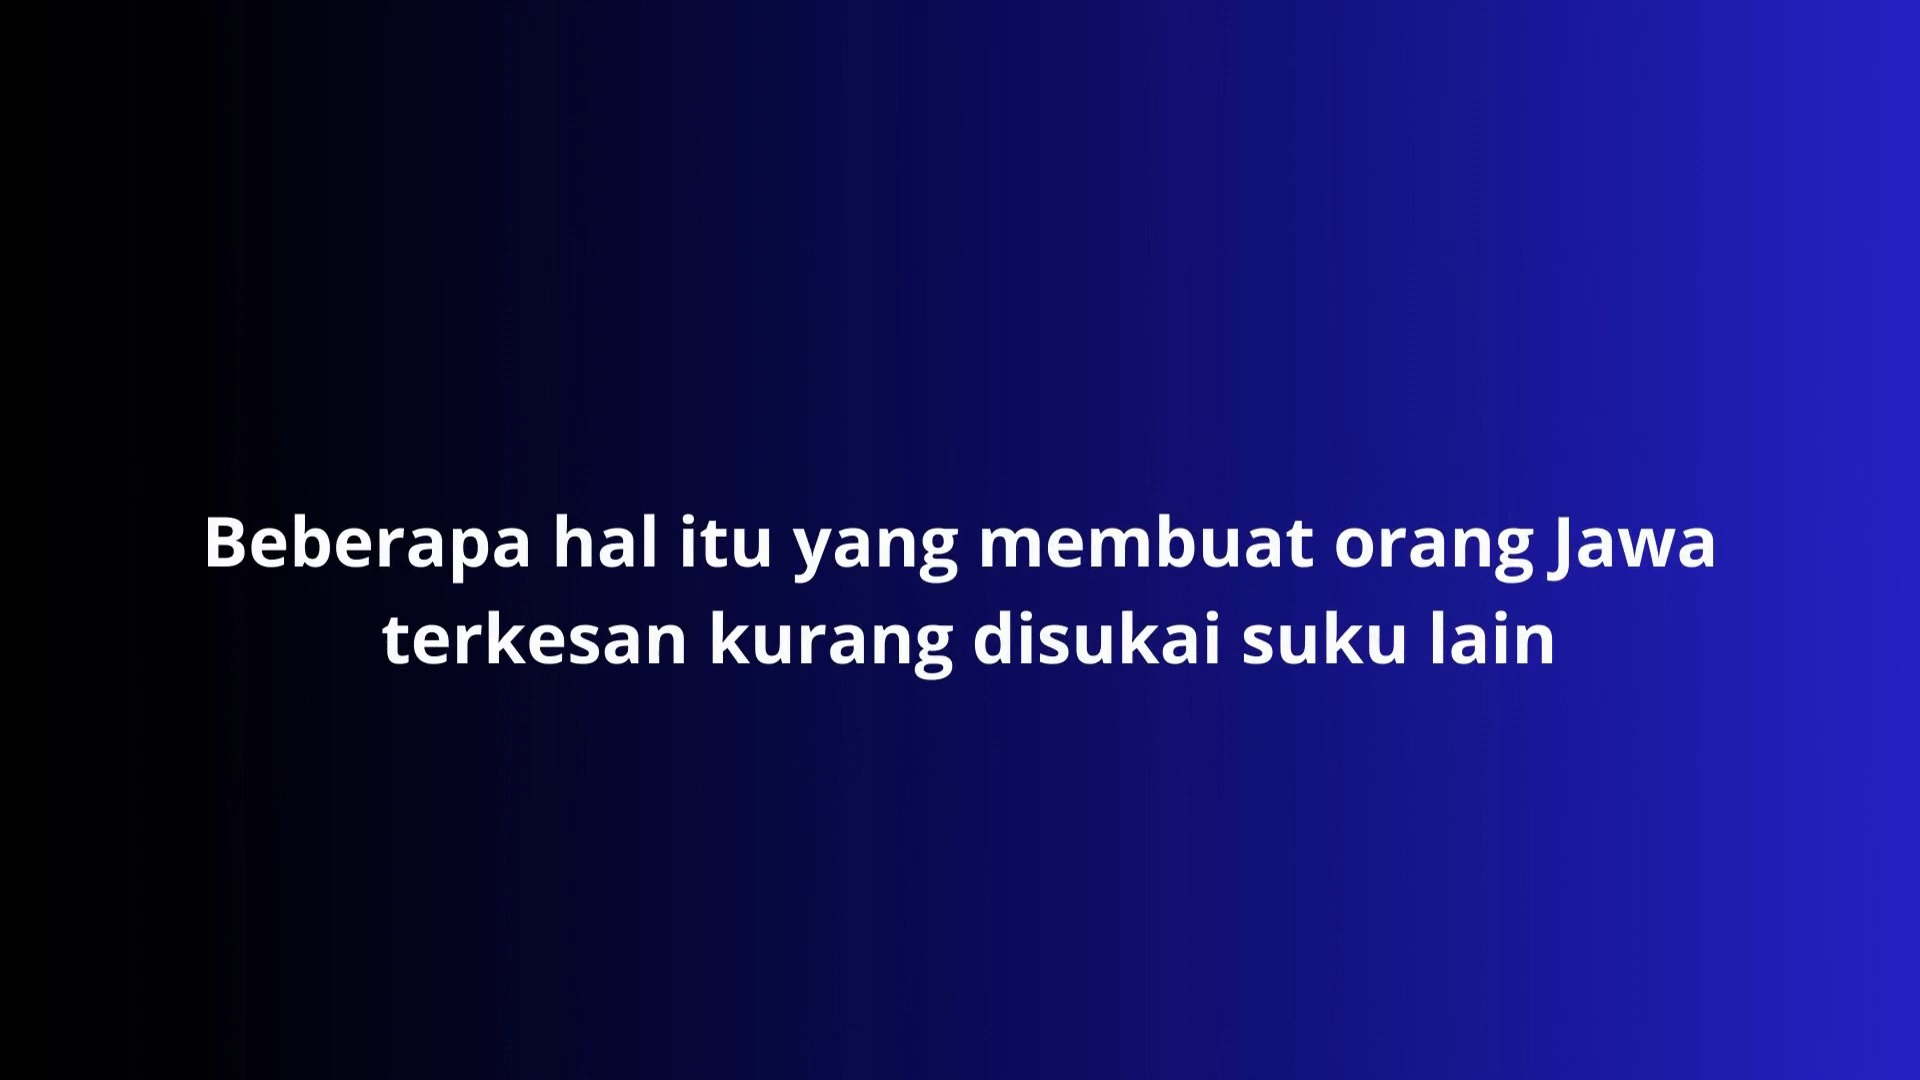 Beberapa hal itu yang membuat orang Jawa
terkesan kurang disukai suku lain